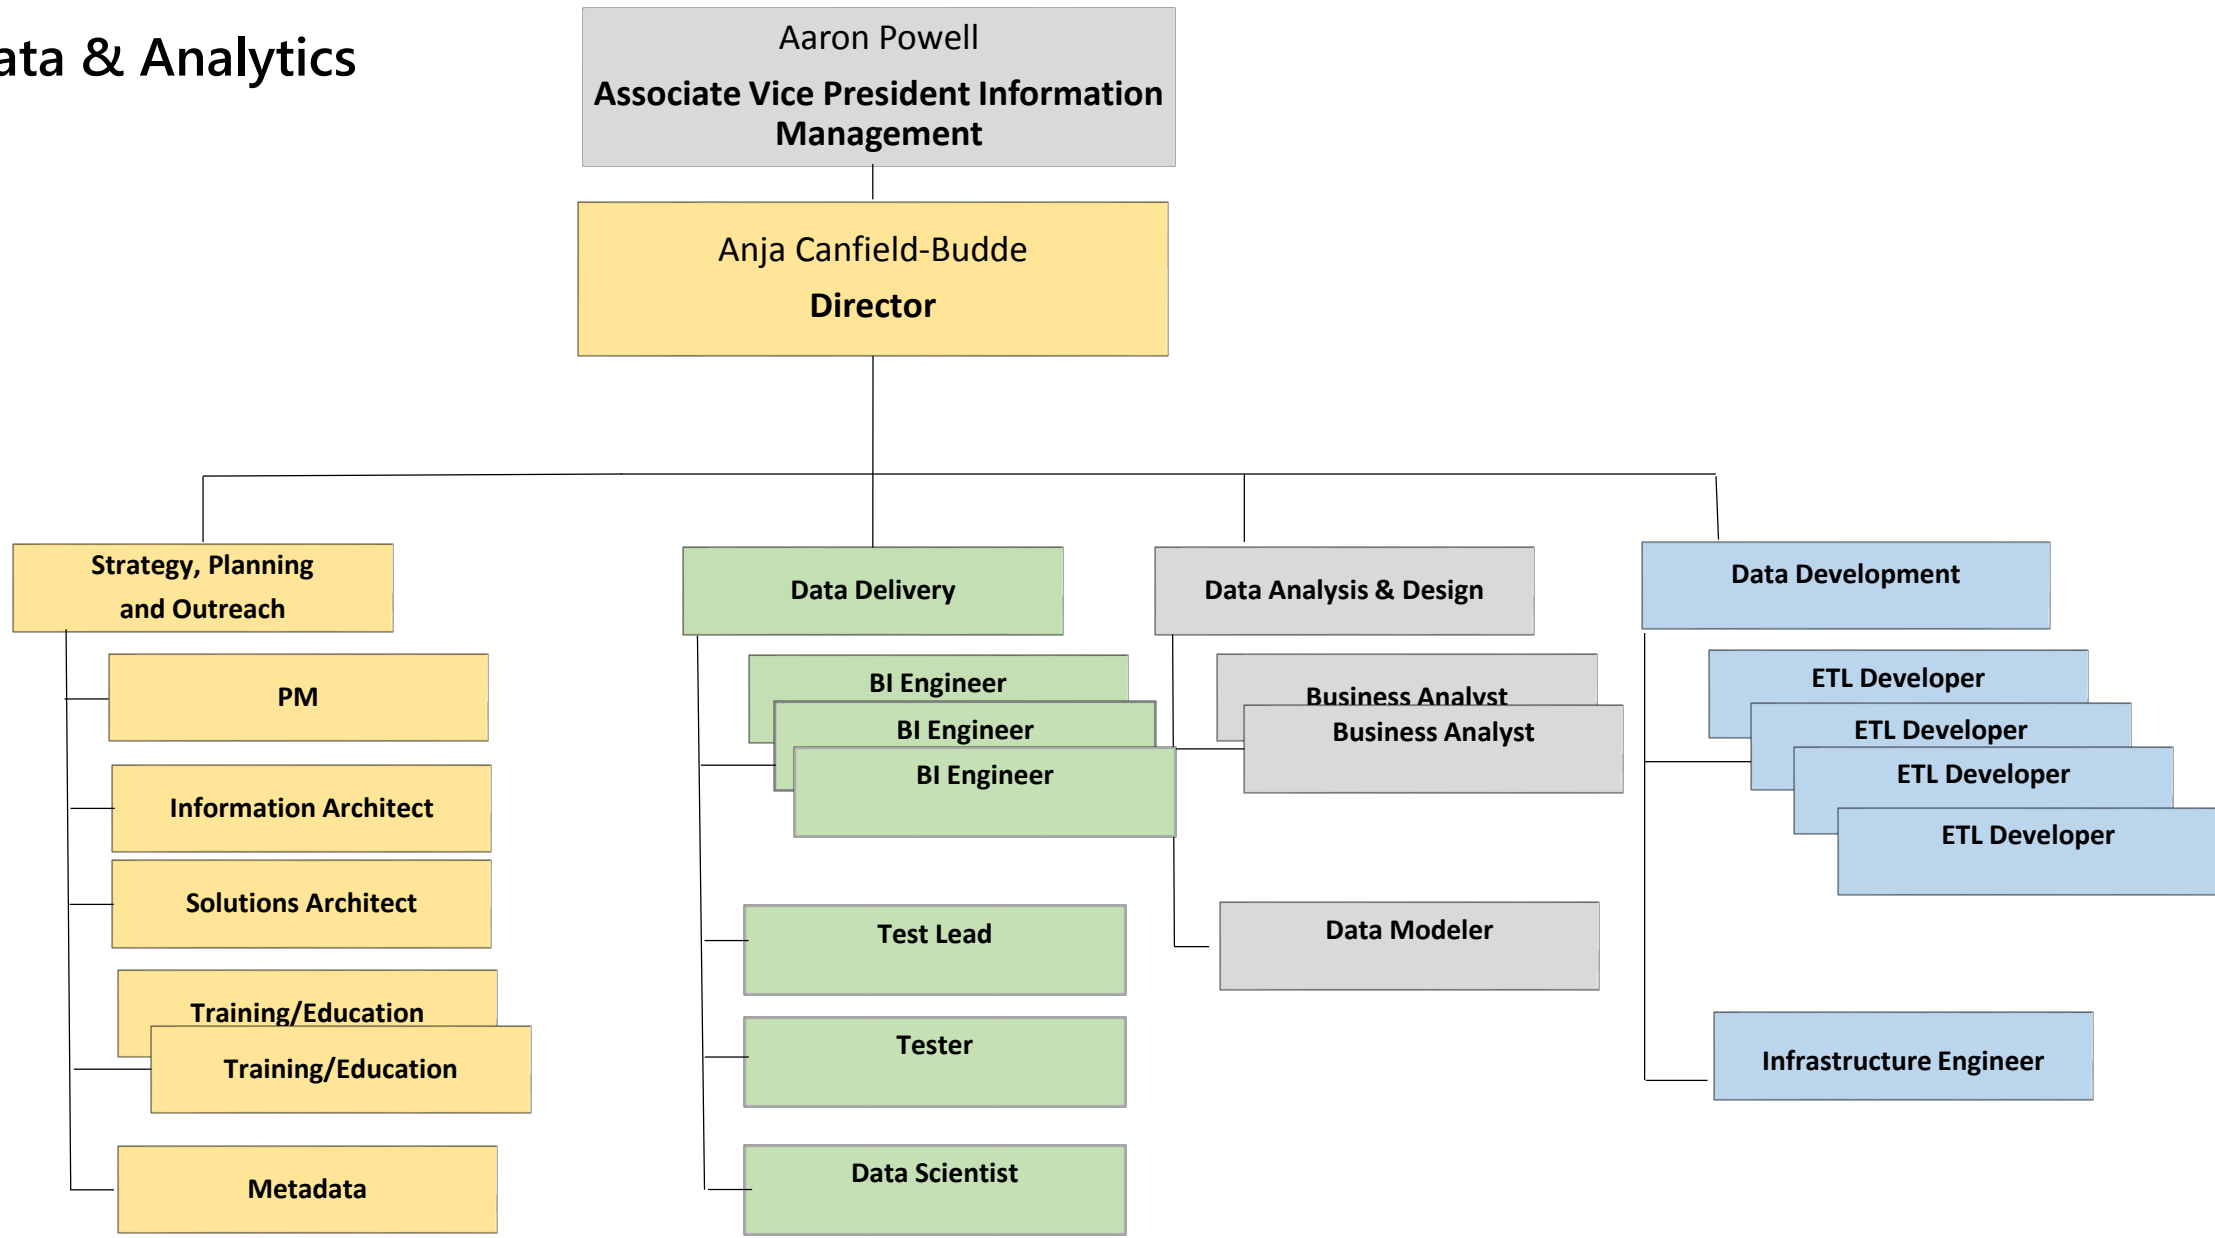 ata & Analytics
Aaron Powell
Associate Vice President Information
Management
Anja Canfield-Budde
Director
Strategy, Planning
and Outreach
PM
Information Architect
Solutions Architect
Training/Education
Training/Education
Metadata
Data Delivery
BI Engineer
BI Engineer
BI Engineer
Test Lead
Tester
Data Scientist
Data Analysis & Design
Business Analyst
Business Analyst
Data Modeler
Data Development
ETL Developer
ETL Developer
ETL Developer
ETL Developer
Infrastructure Engineer